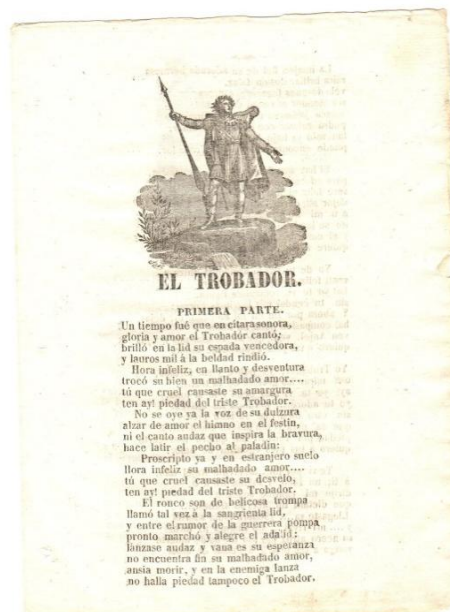 EL TROBADOR.
PRIMERA PARTE.
Un tiempo fué que en citara sonora,
gloria y amor el Trobadór cantó;
brilló en la lid su espada vencedora,
y lauros mil á la beldad rindió.
Hora infeliz, en llanto y desventura
trocó su bien un malhadado amor....
tú que cruel causaste su amargura
ten ay! piedad del triste Trobador.
No se oye ya la voz de su dulzura
alzar de amor el himno en el festin,
ni el canto audaz que inspira la bravura,
hace latir el pecho al paladin:
Proscripto ya y en estranjero suelo
llora infeliz su malhadado amor....
tú que cruel causaste su desvelo,
ten ay! piedad del triste Trobador.
El ronco son de belicosa trompa
llamó tal vez á la sangrienta lid,
y entre el rumor de la guerrera pompa
pronto marchó y alegre el adalid:
lánzase audaz y vana es su esperanza
no encuentra fin su malhadado amor,
ansia morir, y en la enemiga lanza
no halla piedad tampoco el Trobador.